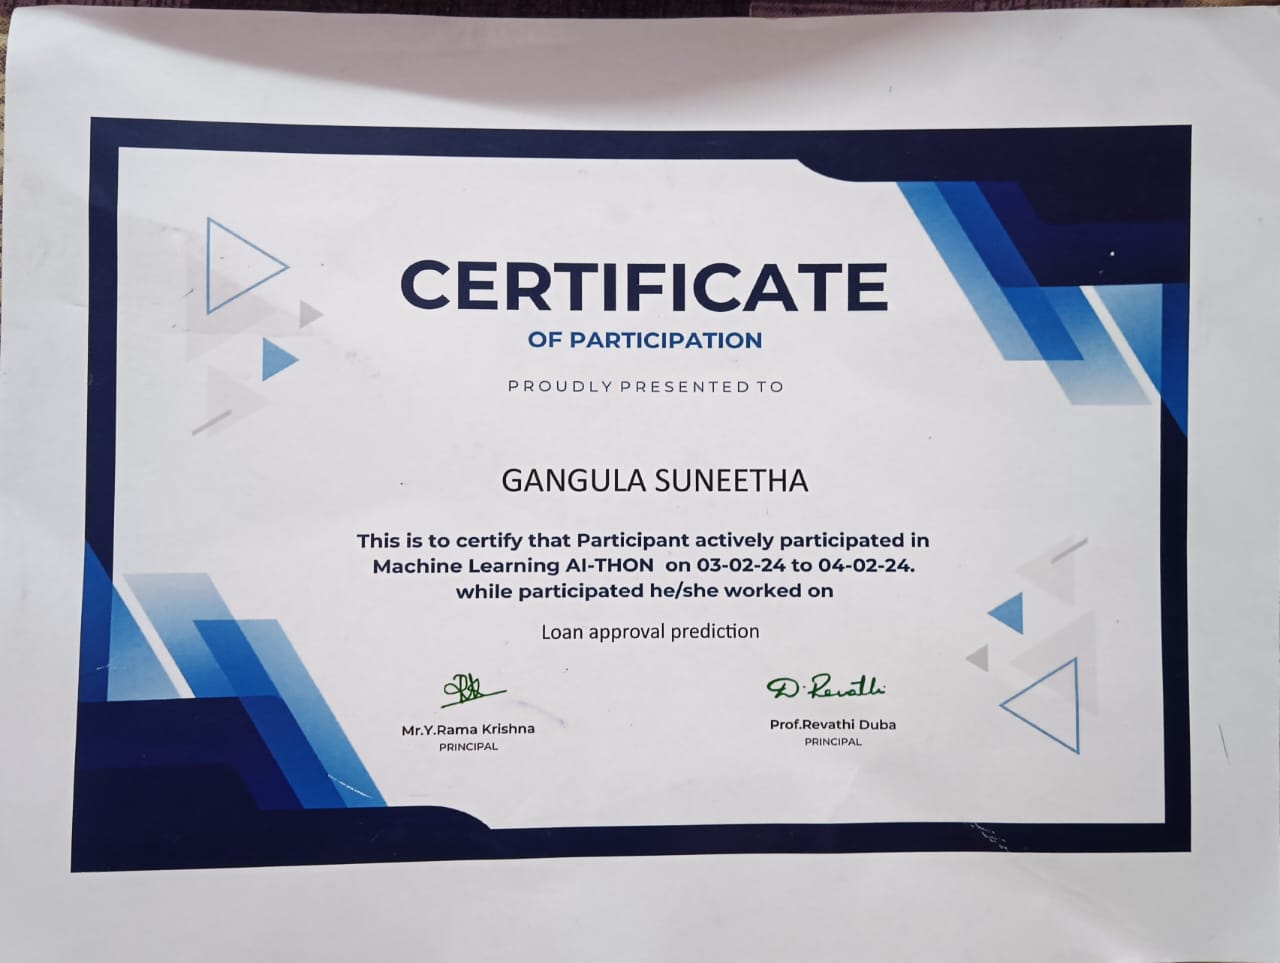 CERTIFICATE
OF PARTICIPATION
PROUDLY PRESENTED TO
GANGULA SUNEETHA
This is to certify that Participant actively participated in
Machine Learning AI-THON on 03-02-24 to 04-02-24.
while participated he/she worked on
Loan approval prediction
D. Revathi
Mr.Y.Rama Krishna
PRINCIPAL
Prof.Revathi Duba
PRINCIPAL